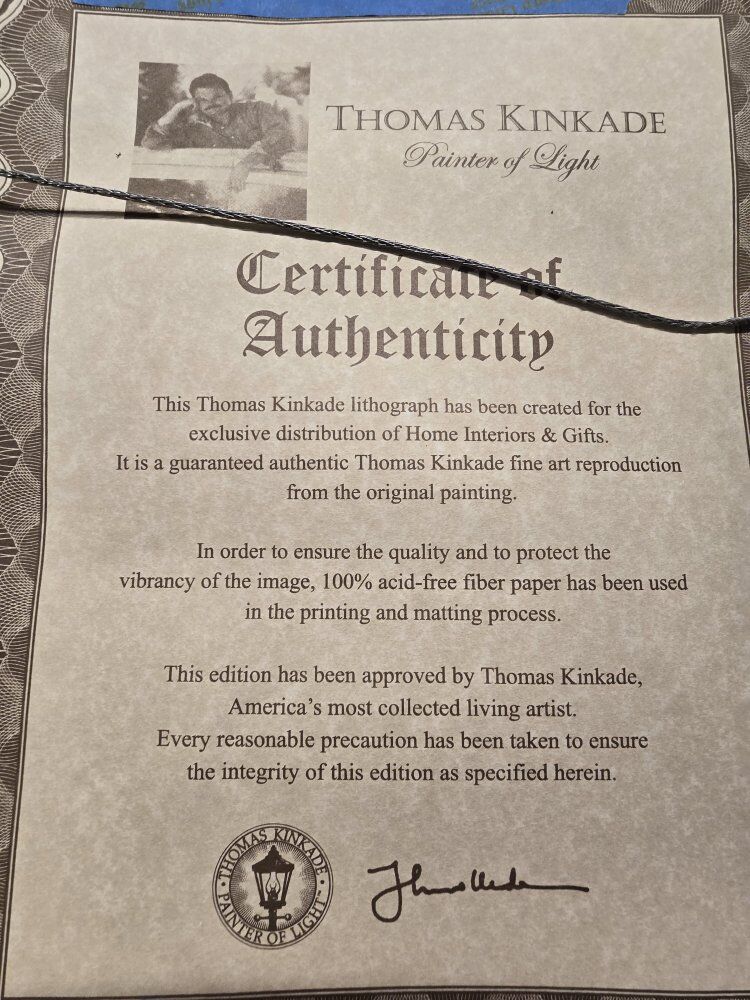 THOMAS KINKADE
Painter of Light
Certificate of
Authenticity
This Thomas Kinkade lithograph has been created for the
exclusive distribution of Home Interiors & Gifts.
It is a guaranteed authentic Thomas Kinkade fine art reproduction
from the original painting.
In order to ensure the quality and to protect the
vibrancy of the image, 100% acid-free fiber paper has been used
in the printing and matting process.
This edition has been approved by Thomas Kinkade,
America's most collected living artist.
Every reasonable precaution has been taken to ensure
the integrity of this edition as specified herein.
THOMAS KINKADE
PAINTER OF LIGHT™